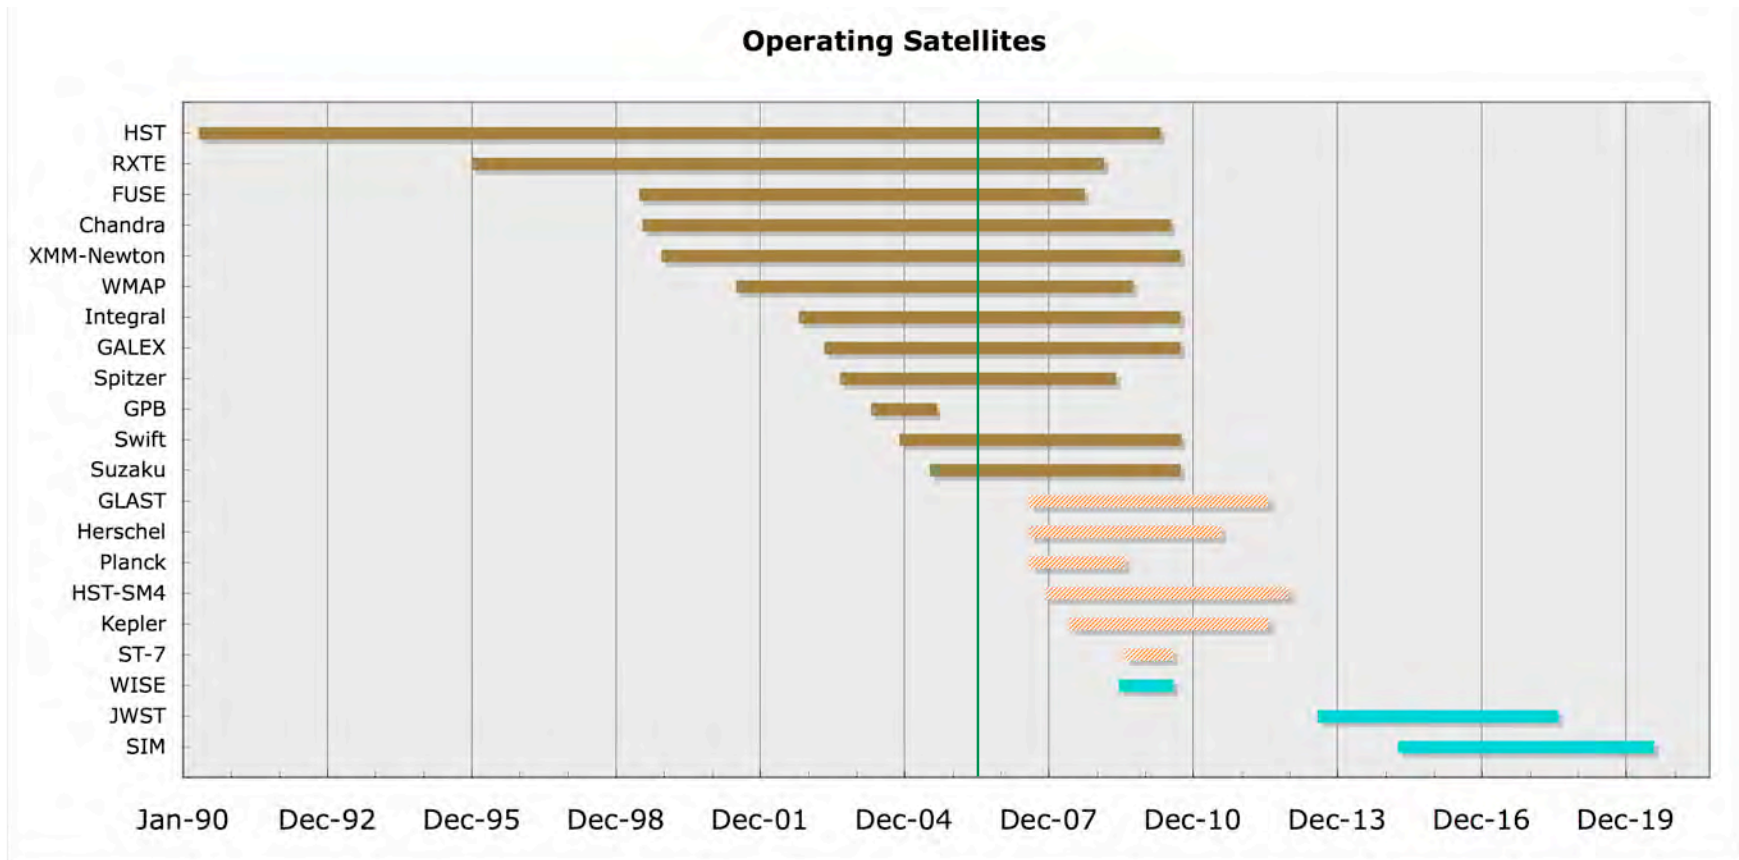 Operating Satellites
HST
RXTE
FUSE
Chandra
XMM-Newton
WMAP
Integral
GALEX
Spitzer
GPB
Swift
Suzaku
GLAST
Herschel
Planck
HST-SM4
Kepler
ST-7
WISE
JWST
SIM
Jan-90 Dec-92 Dec-95 Dec-98 Dec-01 Dec-04 Dec-07 Dec-10 Dec-13 Dec-16 Dec-19